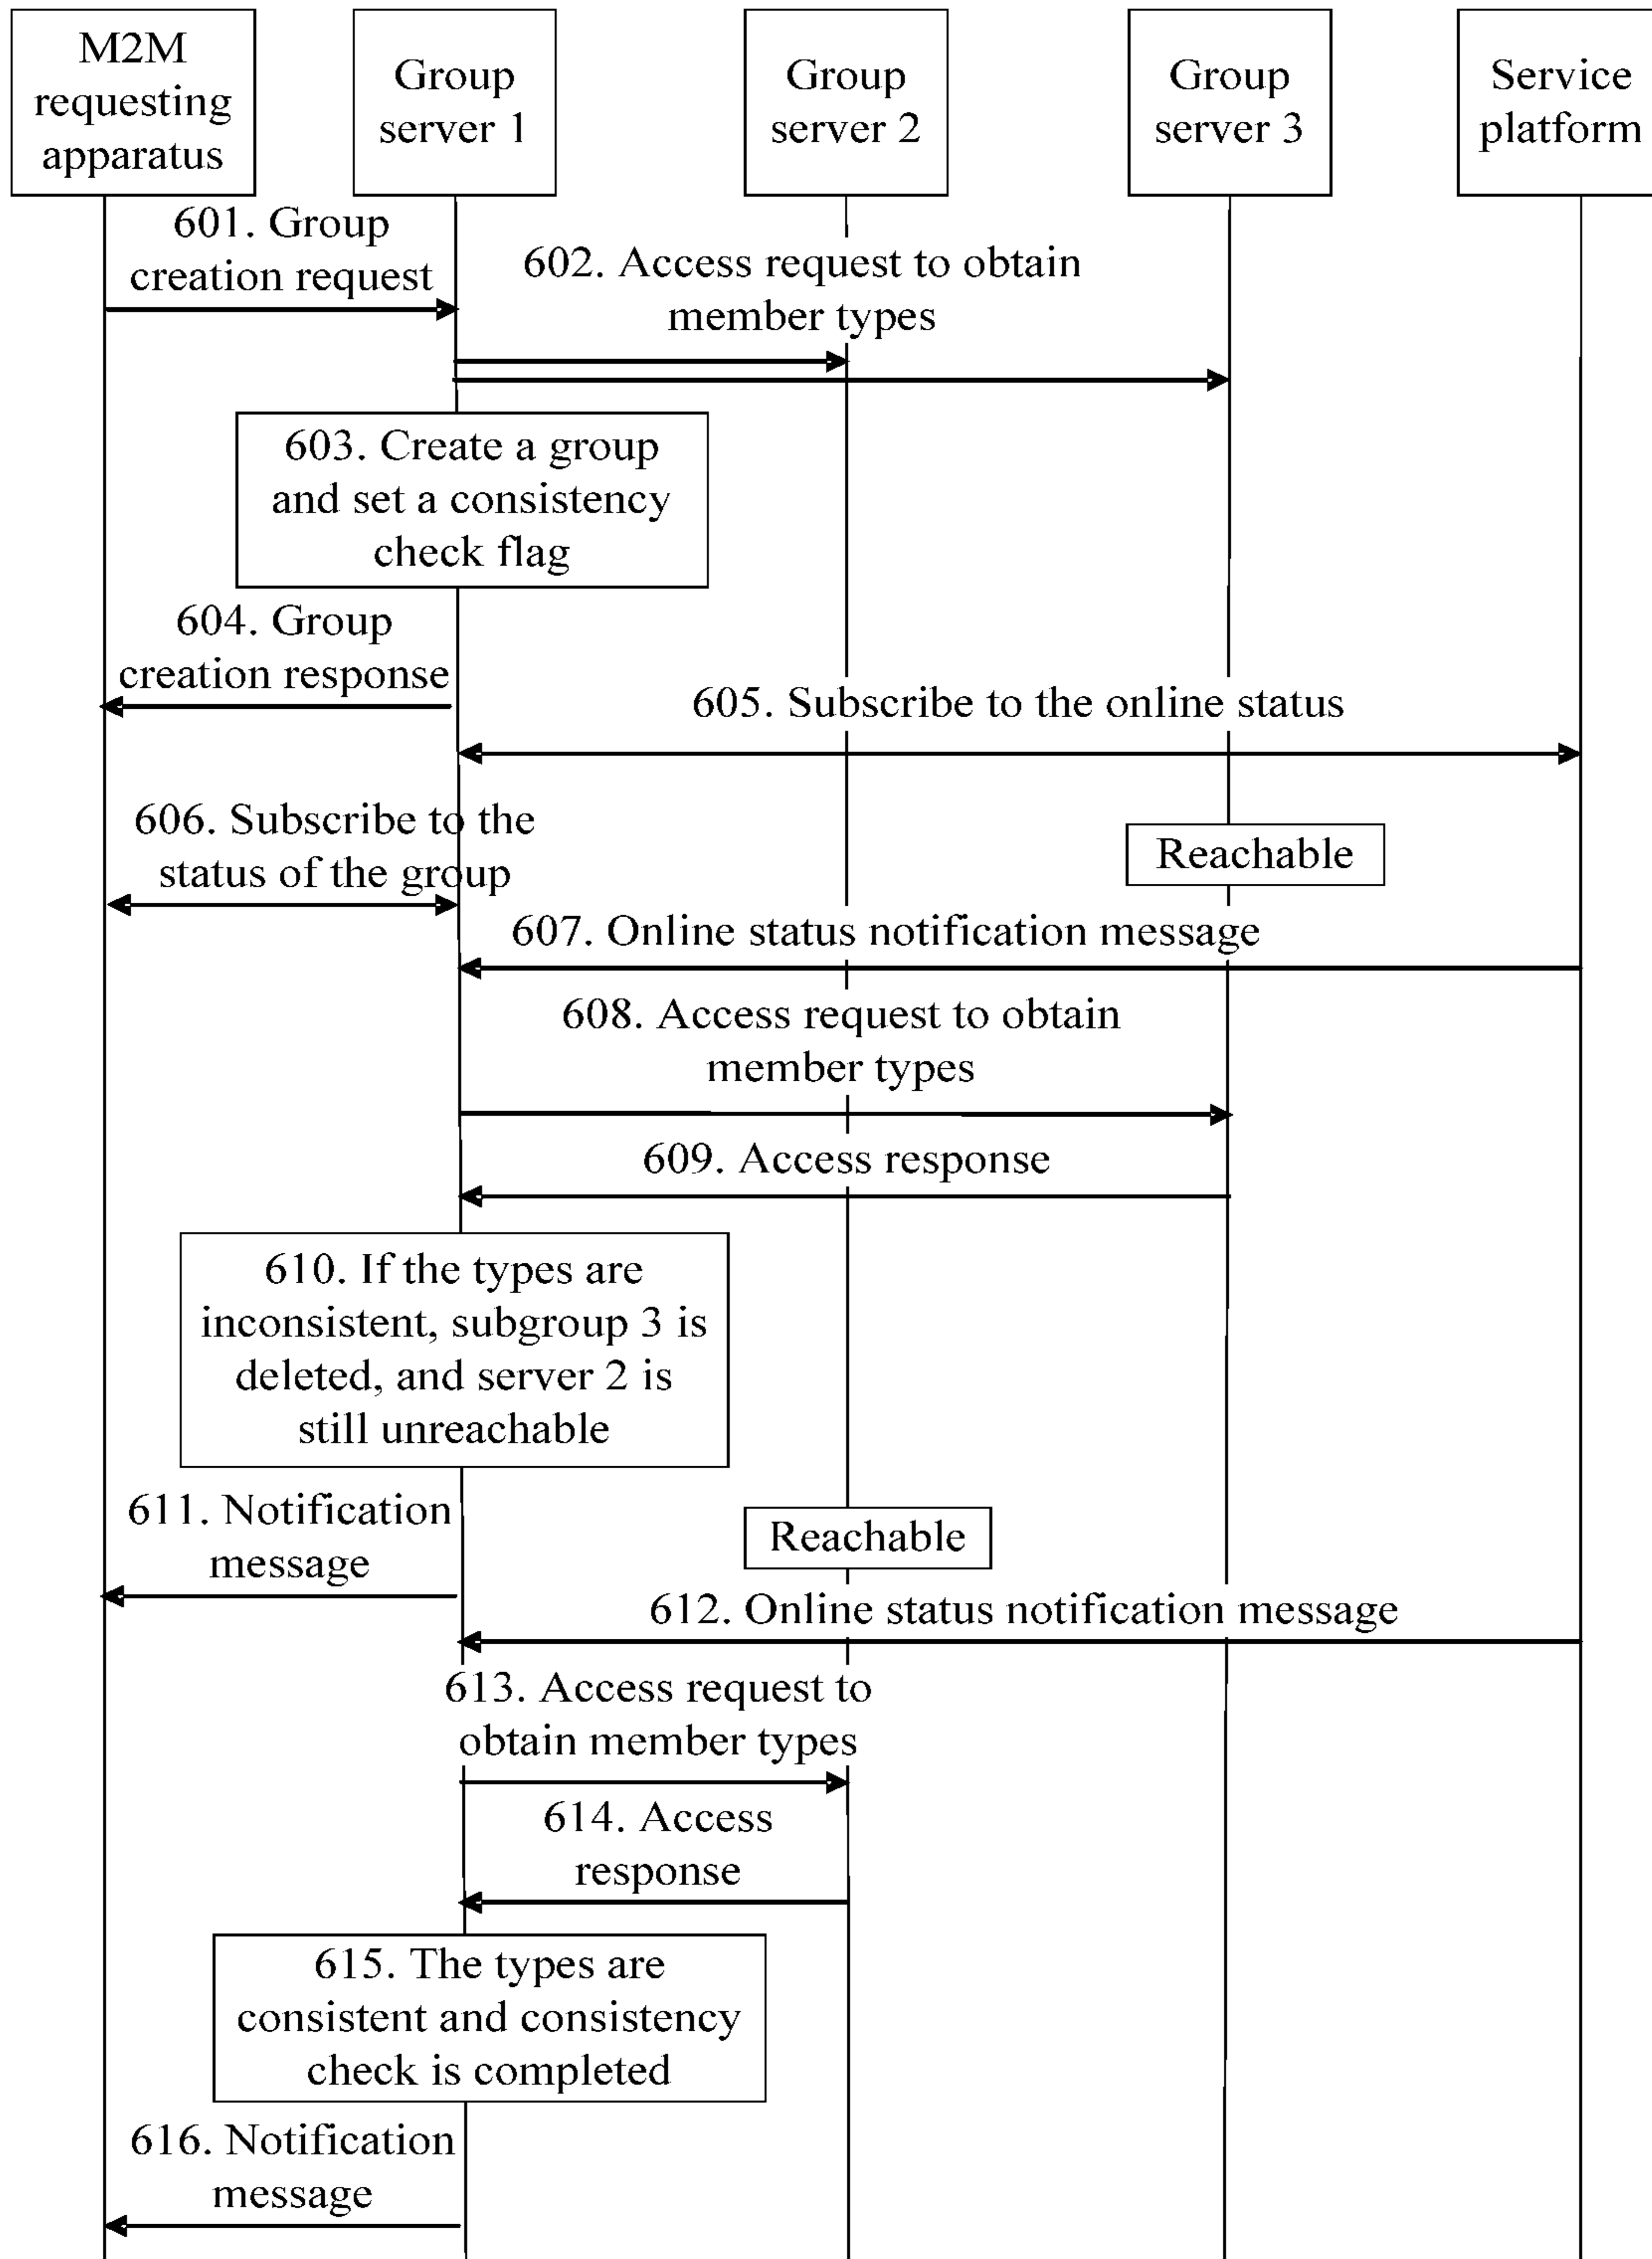 M2M
requesting
apparatus
Group
server 1
Group
server 2
Group
server 3
Service
platform
601. Group
creation request
602. Access request to obtain
member types
603. Create a group
and set a consistency
check flag
604. Group
creation response
605. Subscribe to the online status
606. Subscribe to the
status of the group
Reachable
607. Online status notification message
608. Access request to obtain
member types
609. Access response
610. If the types are
inconsistent, subgroup 3 is
deleted, and server 2 is
still unreachable
611. Notification
message
Reachable
612. Online status notification message
613. Access request to
obtain member types
614. Access
response
615. The types are
consistent and consistency
check is completed
616. Notification
message